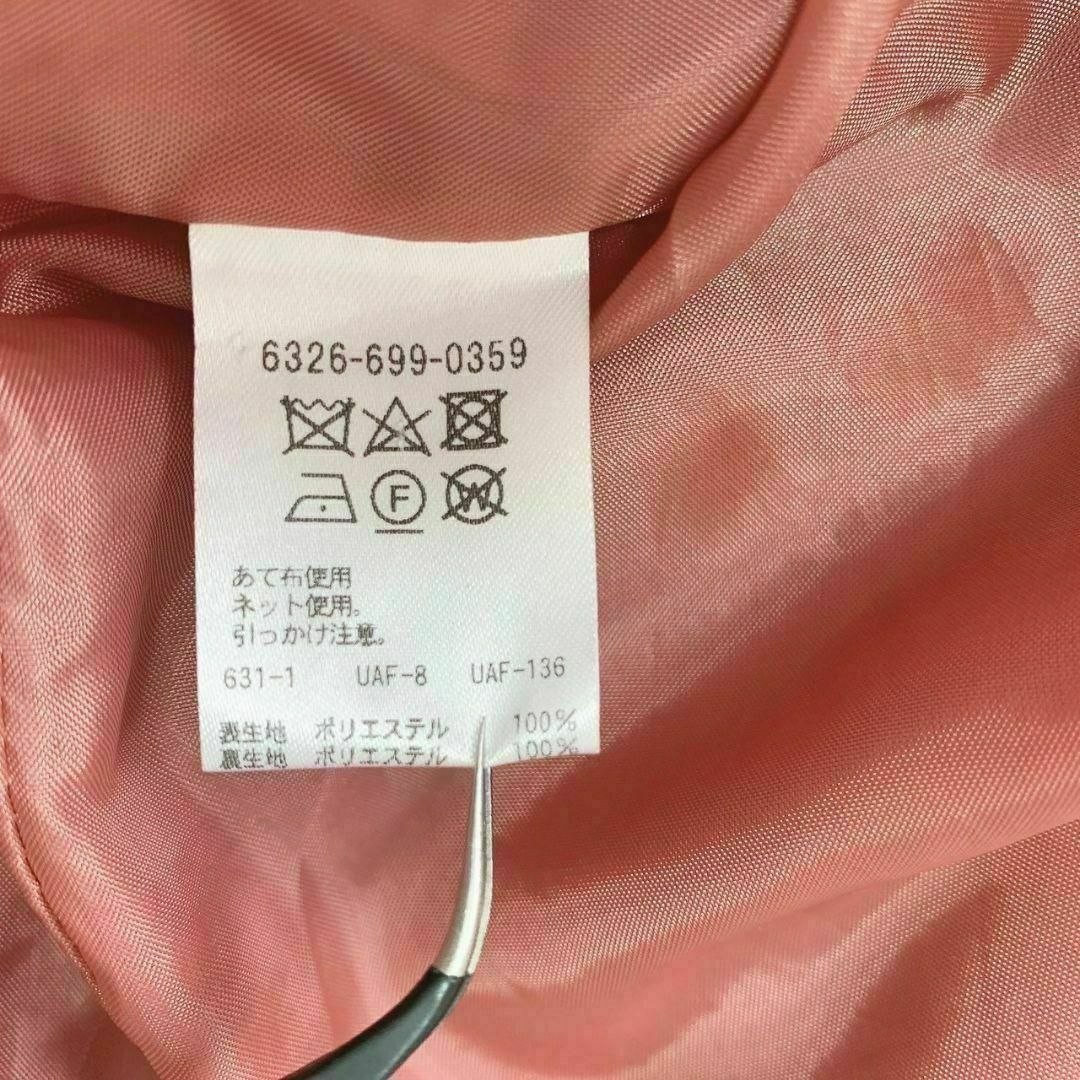 6326-699-0359
F
W
あて布使用
ネット使用。
引っかけ注意。
631-1 UAF-8 UAF-136
表生地 ポリエステル 100%
裏生地 ポリエステル 100%